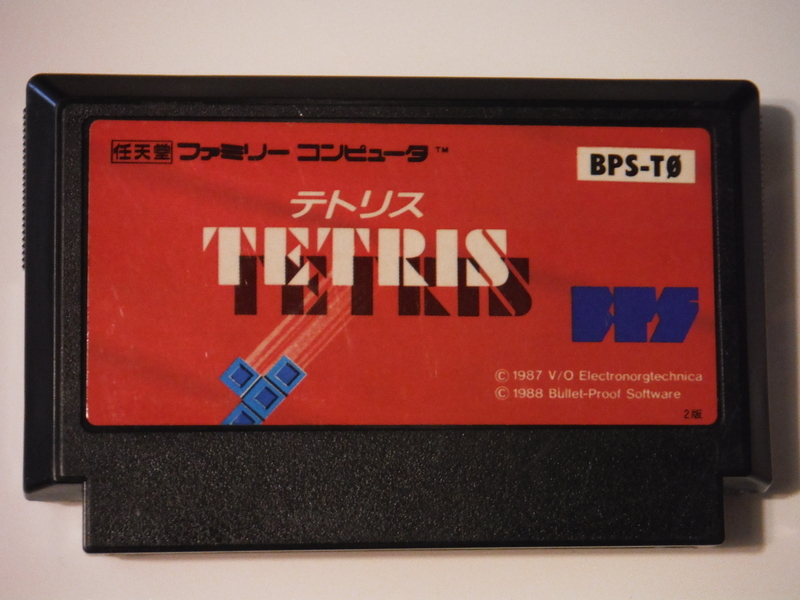 任天堂 ファミリー コンピュータ™
BPS-TØ
テトリス
TETRIS
BPS
© 1987 V/O Electronorgtechnica
© 1988 Bullet-Proof Software
2版